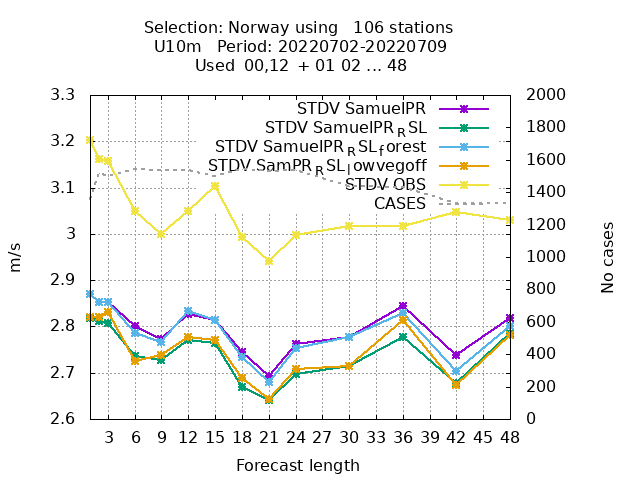 Selection: Norway using 106 stations
U10m Period: 20220702-20220709
Used 00,12 + 01 02 ... 48
3.3
3.2
3.1
3
2.9
2.8
2.7
2.6
m/s
STDV SamuelPR
STDV SamuelPR_RSL
STDV SamuelPR_RSL_forest
STDV SamPR_RSL_lowvegoff
STDV OBS
CASES
2000
1800
1600
1400
1200
1000
800
600
400
200
0
No cases
3 6 9 12 15 18 21 24 27 30 33 36 39 42 45 48
Forecast length